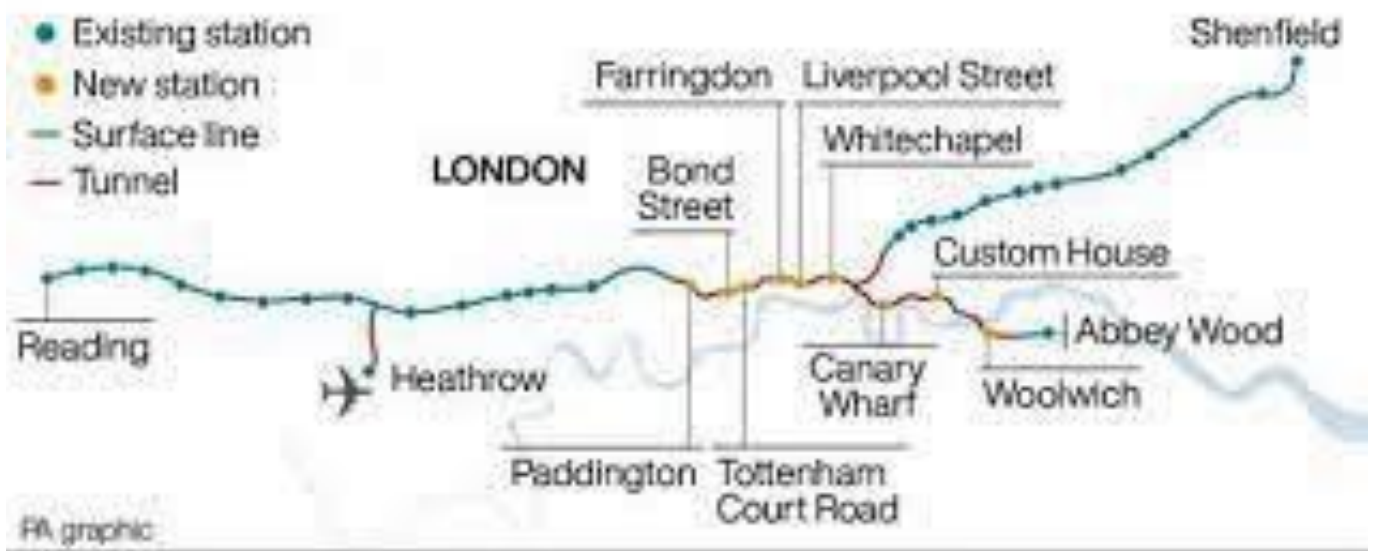 Existing station
New station
Surface line
Tunnel
LONDON
Shenfield
Farringdon
Liverpool Street
Whitechapel
Bond
Street
Custom House
Reading
Heathrow
Abbey Wood
Canary
Wharf
Woolwich
Paddington
Tottenham
Court Road
PA graphic